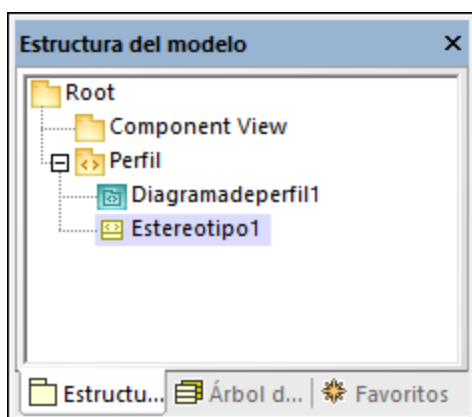 Estructura del modelo
Root
Component View
Perfil
Diagramadeperfil1
Estereotipo1
Estructu... Árbol d... Favoritos